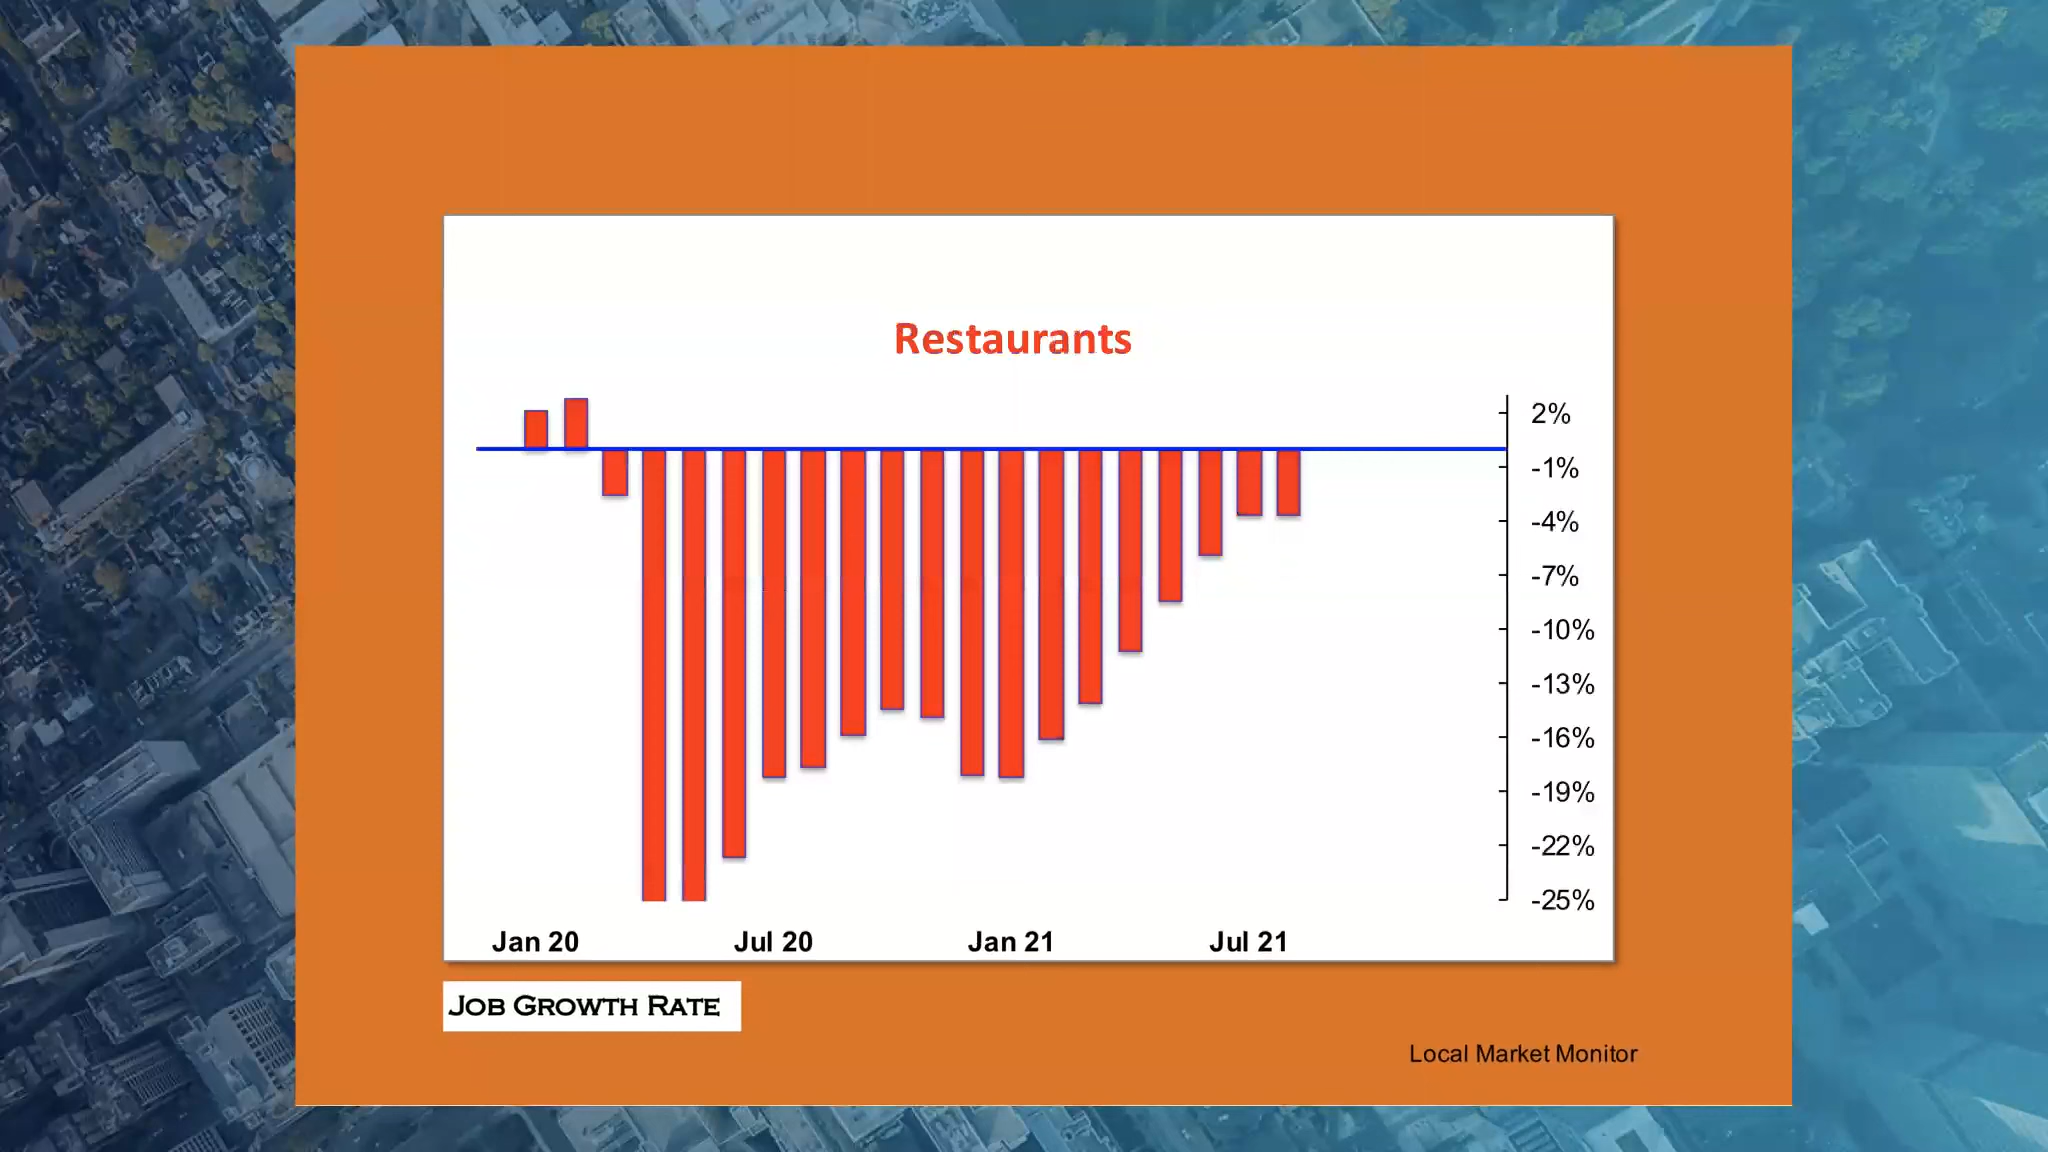 Restaurants
2%
-1%
-4%
-7%
-10%
-13%
-16%
-19%
-22%
-25%
Jan 20 Jul 20 Jan 21 Jul 21
JOB GROWTH RATE
Local Market Monitor